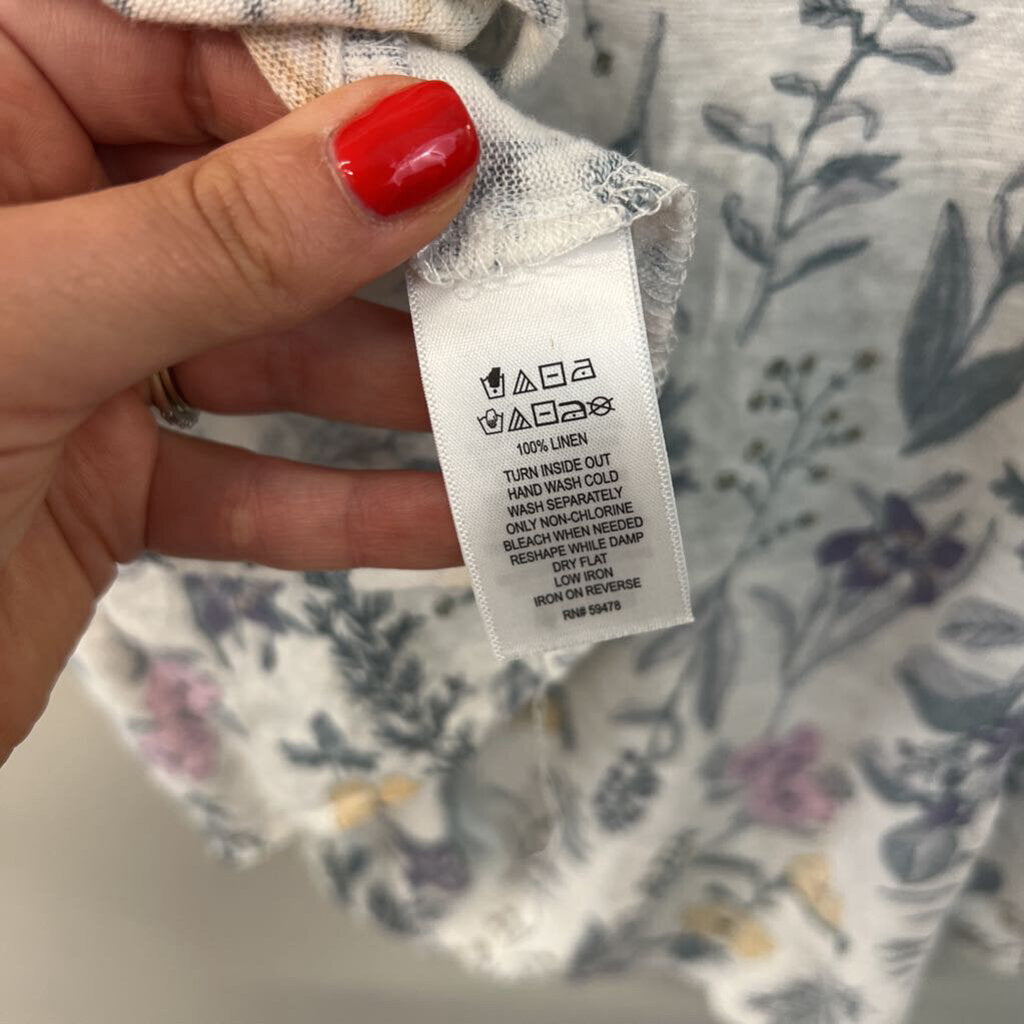 100% LINEN
TURN INSIDE OUT
HAND WASH COLD
WASH SEPARATELY
ONLY NON-CHLORINE
BLEACH WHEN NEEDED
RESHAPE WHILE DAMP
DRY FLAT
LOW IRON
IRON ON REVERSE
RN# 59478